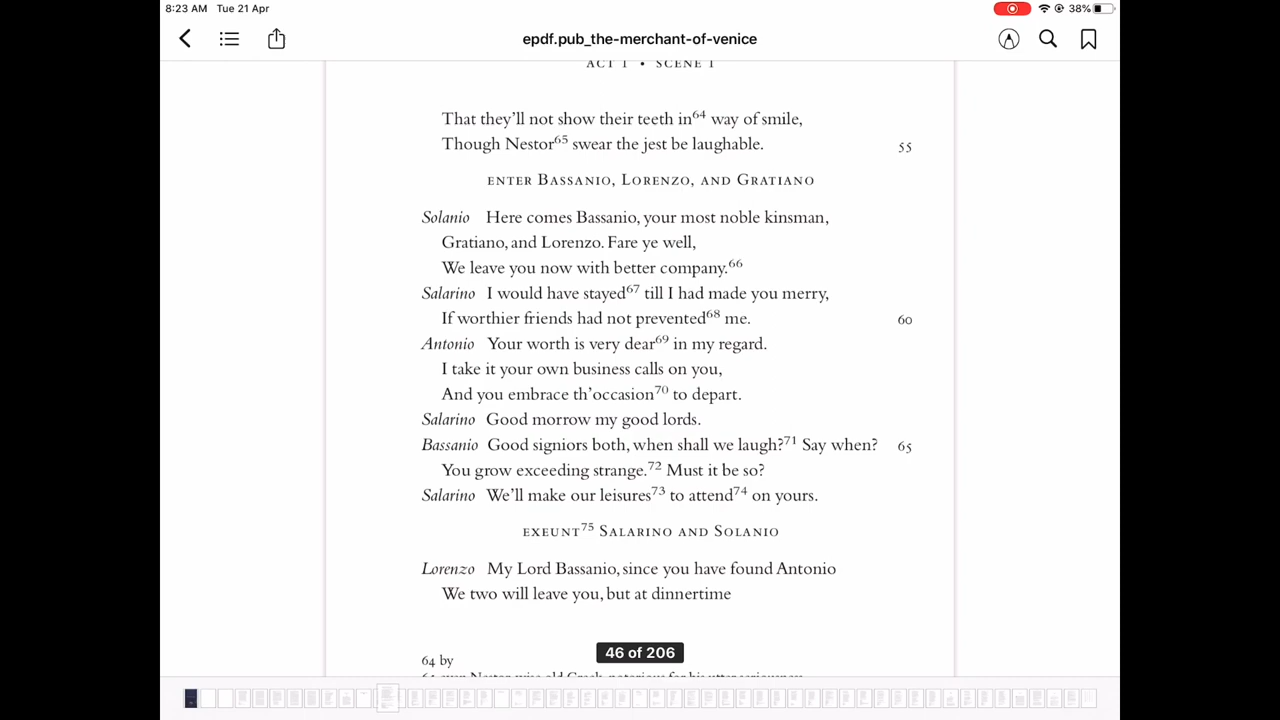 8:23 AM Tue 21 Apr
38%
epdf.pub_the-merchant-of-venice
ACT 1 • SCENE 1
That they'll not show their teeth in64 way of smile,
Though Nestor65 swear the jest be laughable. 55
ENTER BASSANIO, LORENZO, AND GRATIANO
Solanio Here comes Bassanio, your most noble kinsman,
Gratiano, and Lorenzo. Fare ye well,
We leave you now with better company.66
Salarino I would have stayed67 till I had made you merry,
If worthier friends had not prevented68 me. 60
Antonio Your worth is very dear69 in my regard.
I take it your own business calls on you,
And you embrace th'occasion70 to depart.
Salarino Good morrow my good lords.
Bassanio Good signiors both, when shall we laugh?71 Say when? 65
You grow exceeding strange.72 Must it be so?
Salarino We'll make our leisures73 to attend74 on yours.
EXEUNT75 SALARINO AND SOLANIO
Lorenzo My Lord Bassanio, since you have found Antonio
We two will leave you, but at dinnertime
46 of 206
64 by